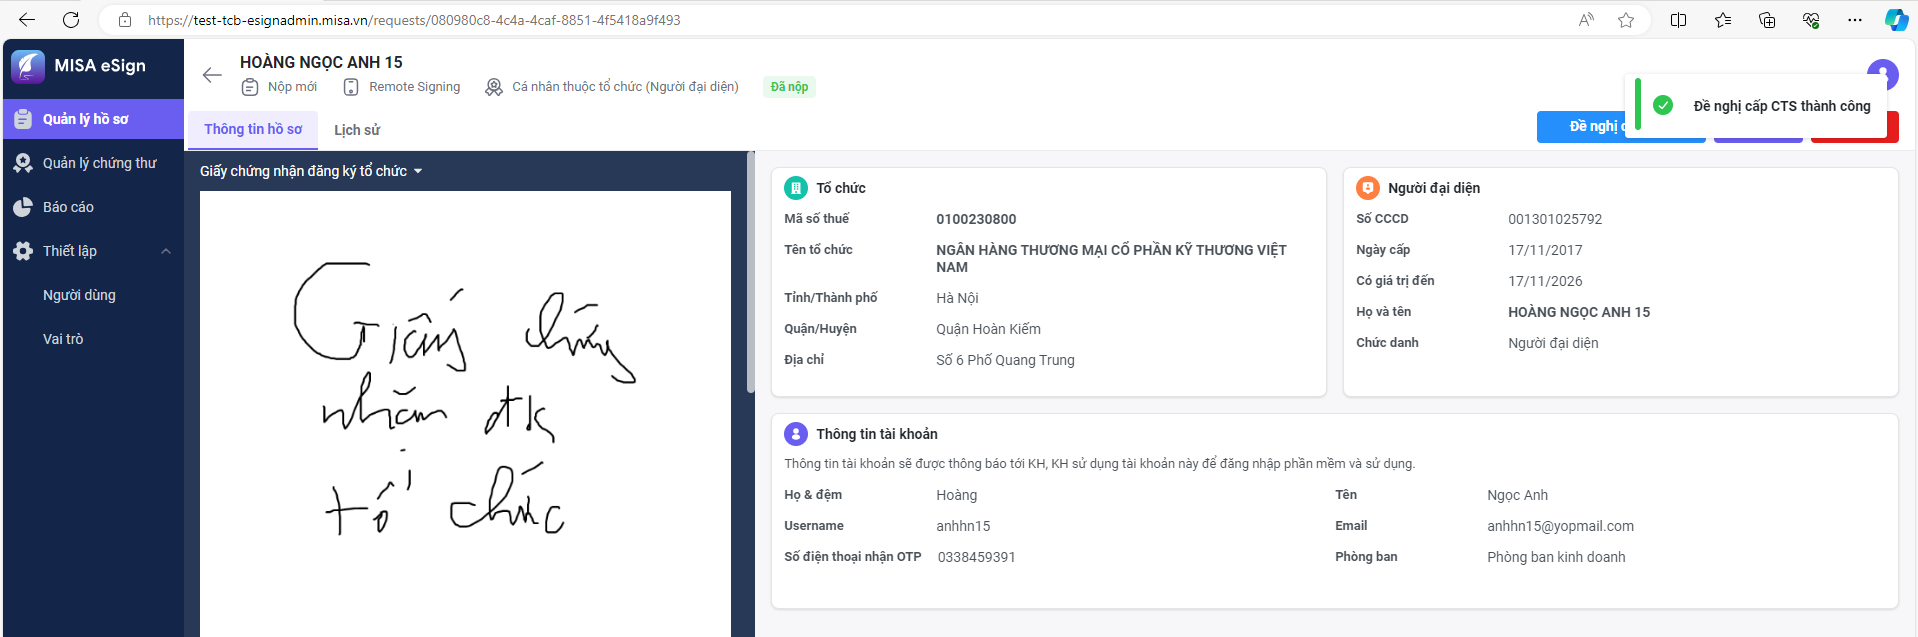 https://test-tcb-esignadmin.misa.vn/requests/080980c8-4c4a-4caf-8851-4f5418a9f493
MISA eSign
Quản lý hồ sơ
Quản lý chứng thư
Báo cáo
Thiết lập
Người dùng
Vai trò
HOÀNG NGỌC ANH 15
Nộp mới Remote Signing Cá nhân thuộc tổ chức (Người đại diện) Đã nộp
Đề nghị cấp CTS thành công
Thông tin hồ sơ Lịch sử
Đề nghị
Giấy chứng nhận đăng ký tổ chức
Giấy chứng
nhận đk
tổ chức
Tổ chức
Mã số thuế 0100230800
Tên tổ chức NGÂN HÀNG THƯƠNG MẠI CỔ PHẦN KỸ THƯƠNG VIỆT
NAM
Tỉnh/Thành phố Hà Nội
Quận/Huyện Quận Hoàn Kiếm
Địa chỉ Số 6 Phố Quang Trung
Người đại diện
Số CCCD 001301025792
Ngày cấp 17/11/2017
Có giá trị đến 17/11/2026
Họ và tên HOÀNG NGỌC ANH 15
Chức danh Người đại diện
Thông tin tài khoản
Thông tin tài khoản sẽ được thông báo tới KH, KH sử dụng tài khoản này để đăng nhập phần mềm và sử dụng.
Họ & đệm Hoàng Tên Ngọc Anh
Username anhhn15 Email anhhn15@yopmail.com
Số điện thoại nhận OTP 0338459391 Phòng ban Phòng ban kinh doanh